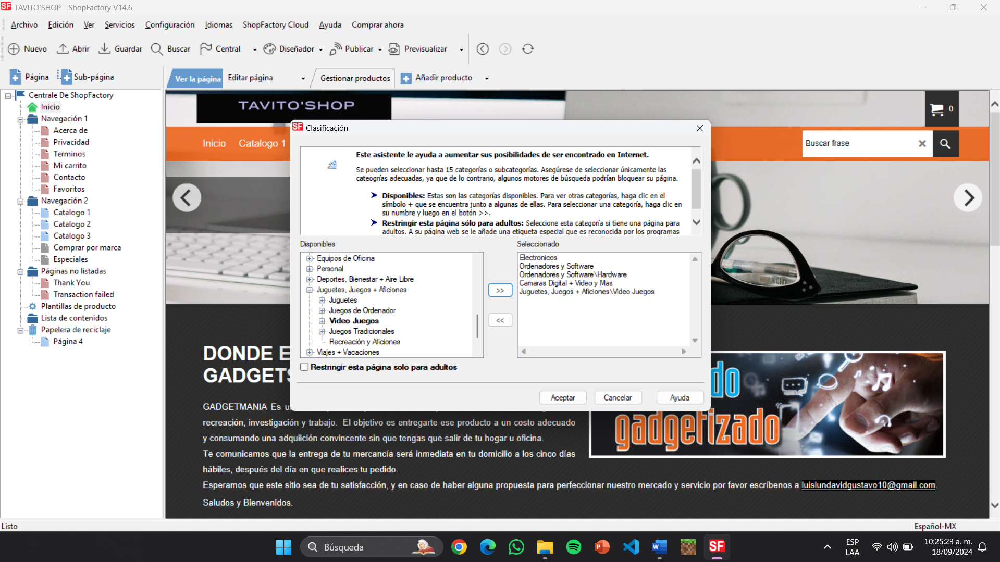 TAVITO'SHOP - ShopFactory V14.6
Archivo Edición Ver Servicios Configuración Idiomas ShopFactory Cloud Ayuda Comprar ahora
Nuevo Abrir Guardar Buscar Central Diseñador Publicar Previsualizar
Página Sub-página
Ver la página Editar página Gestionar productos Añadir producto
Centrale De ShopFactory
Inicio
Navegación 1
Acerca de
Privacidad
Terminos
Mi carrito
Contacto
Favoritos
Navegación 2
Catalogo 1
Catalogo 2
Catalogo 3
Comprar por marca
Especiales
Páginas no listadas
Thank You
Transaction failed
Plantillas de producto
Lista de contenidos
Papelera de reciclaje
Página 4
TAVITO'SHOP
0
Inicio Catalogo 1
Buscar frase
SF Clasificación
Este asistente le ayuda a aumentar sus posibilidades de ser encontrado en Internet.
Se pueden seleccionar hasta 15 categorías o subcategorías. Asegúrese de seleccionar únicamente las
cateogrías adecuadas, ya que de lo contrario, algunos motores de búsqueda podrían bloquear su página.
Disponibles: Estas son las categorías disponibles. Para ver otras categorías, haga clic en el
símbolo + que se encuentra junto a algunas de ellas. Para seleccionar una categoría, haga clic en
su numbre y luego en el botón >>.
Restringir esta página sólo para adultos: Seleccione esta categoría si tiene una página para
adultos. A su página web se le añade una etiqueta especial que es reconocida por los programas
Disponibles
Equipos de Oficina
Personal
Deportes, Bienestar + Aire Libre
Juguetes, Juegos + Aficiones
Juguetes
Juegos de Ordenador
Video Juegos
Juegos Tradicionales
Recreación y Aficiones
Viajes + Vacaciones
>>
<<
Seleccionado
Electronicos
Ordenadores y Software
Ordenadores y Software\Hardware
Camaras Digital + Video y Mas
Juguetes, Juegos + Aficiones\Video Juegos
Restringir esta página solo para adultos
Aceptar Cancelar Ayuda
DONDE E
GADGETS
GADGETMANIA Es u
recreación, investigación y trabajo. El objetivo es entregarte ese producto a un costo adecuado
y consumando una adquiición convincente sin que tengas que salir de tu hogar u oficina.
Te comunicamos que la entrega de tu mercancía será inmediata en tu domicilio a los cinco días
hábiles, después del día en que realices tu pedido.
Esperamos que este sitio sea de tu satisfacción, y en caso de haber alguna propuesta para perfeccionar nuestro mercado y servicio por favor escríbenos a luislundavidgustavo10@gmail.com.
Saludos y Bienvenidos.
do
gadgetizado
Listo
Español-MX
Búsqueda
SF
ESP
LAA
10:25:23 a. m.
18/09/2024